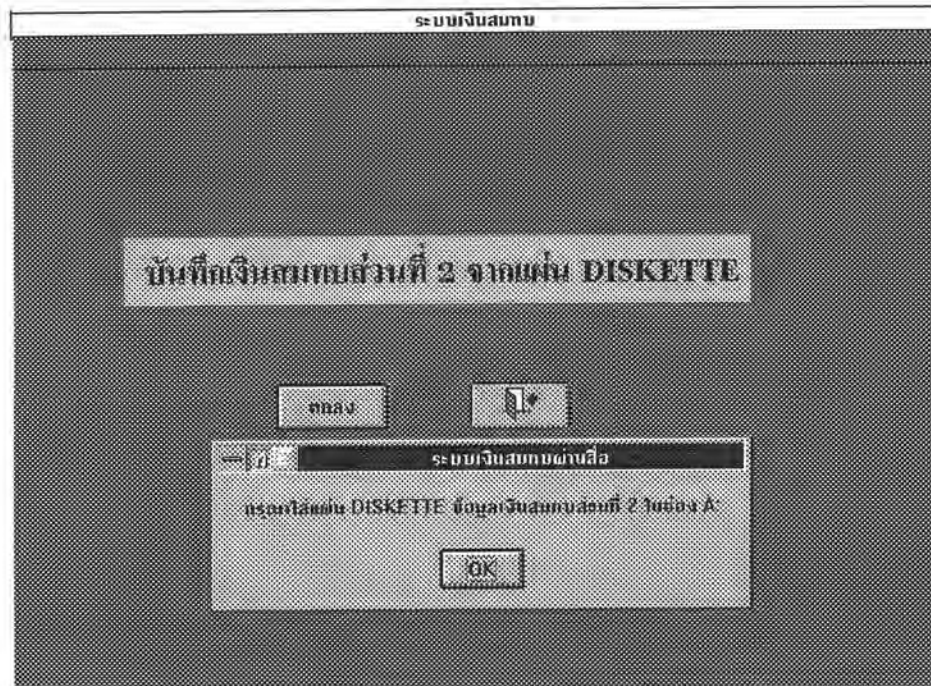 ระบบเงินสมทบ
บันทึกเงินสมทบส่วนที่ 2 จากแผ่น DISKETTE
ตกลง
ระบบเงินสมทบผ่านสื่อ
กรุณาใส่แผ่น DISKETTE ข้อมูลเงินสมทบส่วนที่ 2 ในช่อง A:
OK